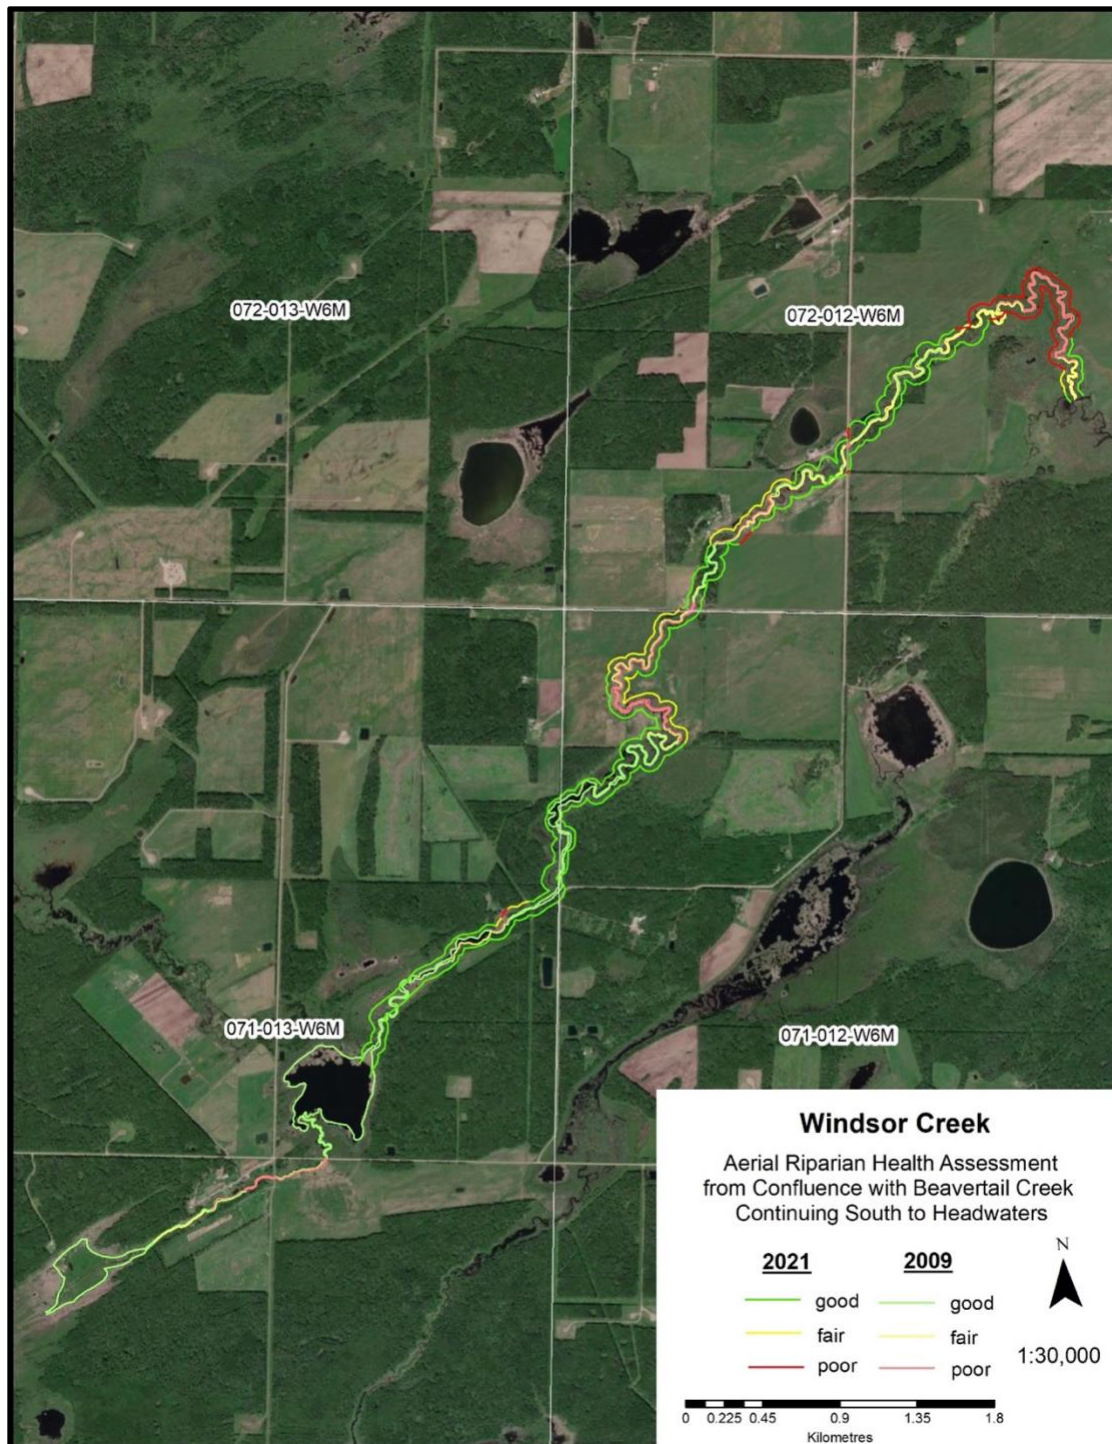 072-013-W6M
072-012-W6M
071-013-W6M
071-012-W6M
Windsor Creek
Aerial Riparian Health Assessment
from Confluence with Beavertail Creek
Continuing South to Headwaters
2021 2009
good good
fair fair
poor poor
N
1:30,000
0 0.225 0.45 0.9 1.35 1.8
Kilometres